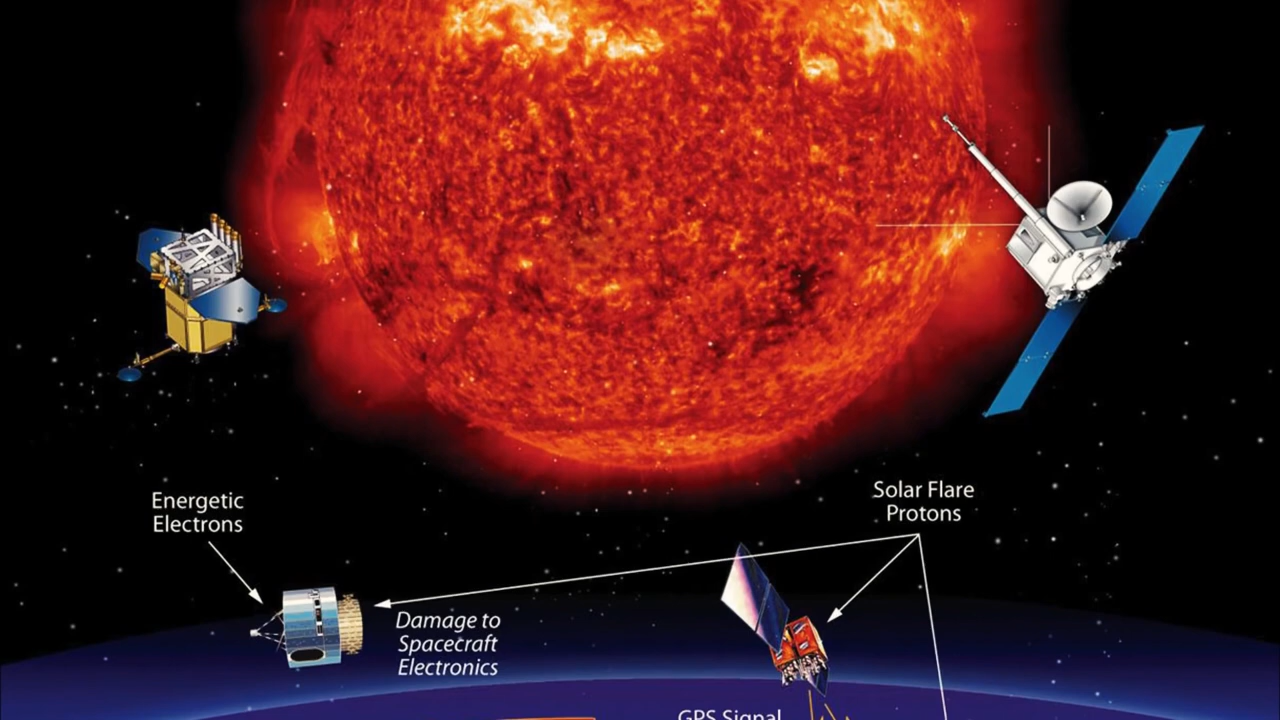 Energetic
Electrons
Solar Flare
Protons
Damage to
Spacecraft
Electronics
GPS Signal